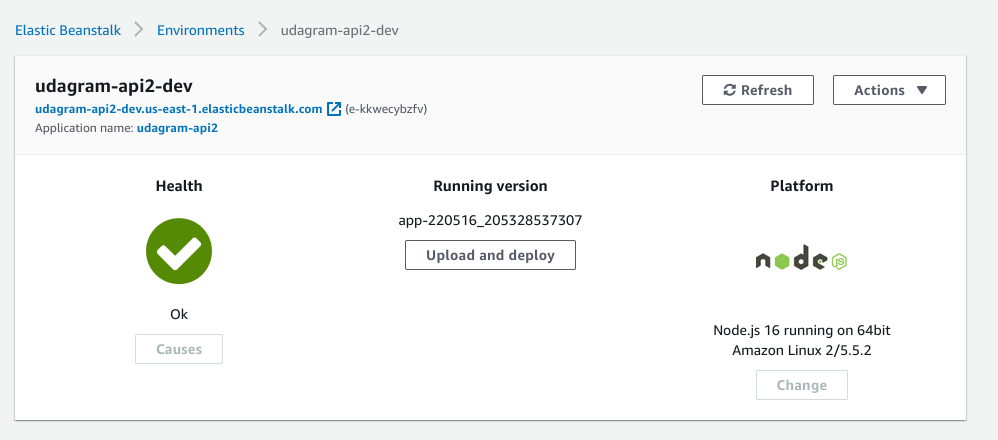 Elastic Beanstalk > Environments > udagram-api2-dev
udagram-api2-dev
Refresh
Actions
udagram-api2-dev.us-east-1.elasticbeanstalk.com (e-kkwecybzfv)
Application name: udagram-api2
Health
Running version
Platform
app-220516_205328537307
Upload and deploy
node JS
Ok
Node.js 16 running on 64bit
Amazon Linux 2/5.5.2
Causes
Change